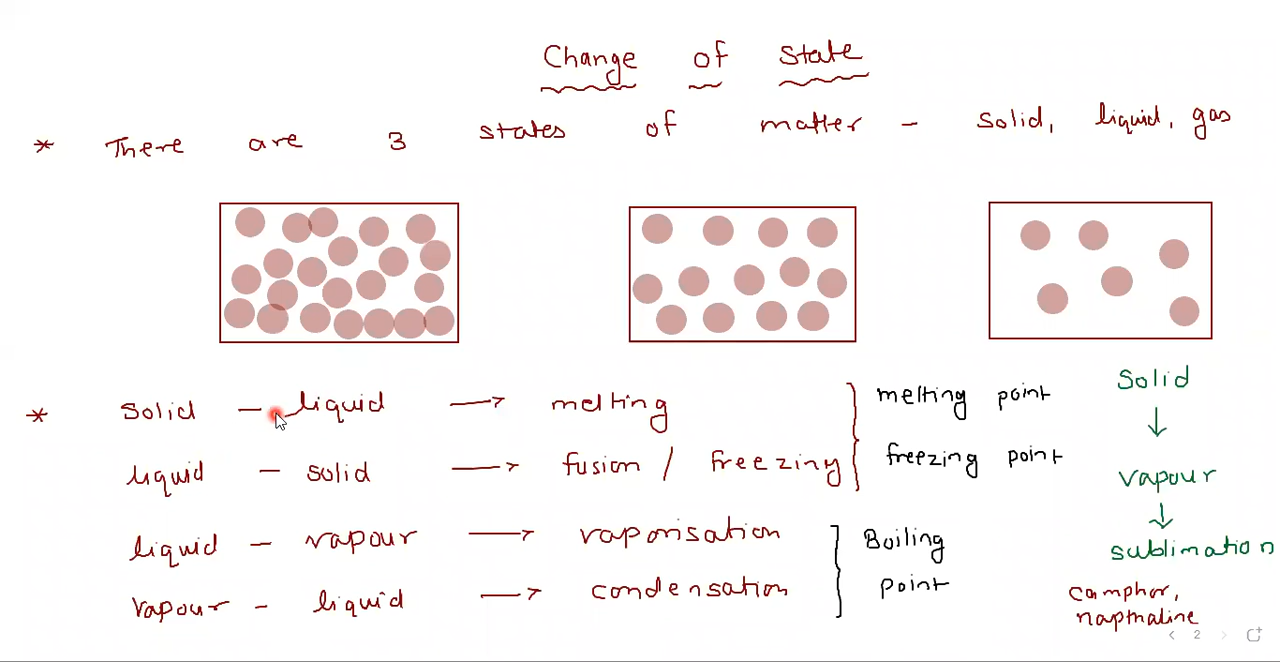 Change of State
* There are 3 states of matter - solid, liquid, gas
* Solid - liquid → melting
liquid - solid → fusion / freezing
liquid - vapour → vaporisation
vapour - liquid → condensation
melting point
freezing point
Boiling
point
Solid
↓
vapour
↓
sublimation
camphor,
napthaline
< 2 >